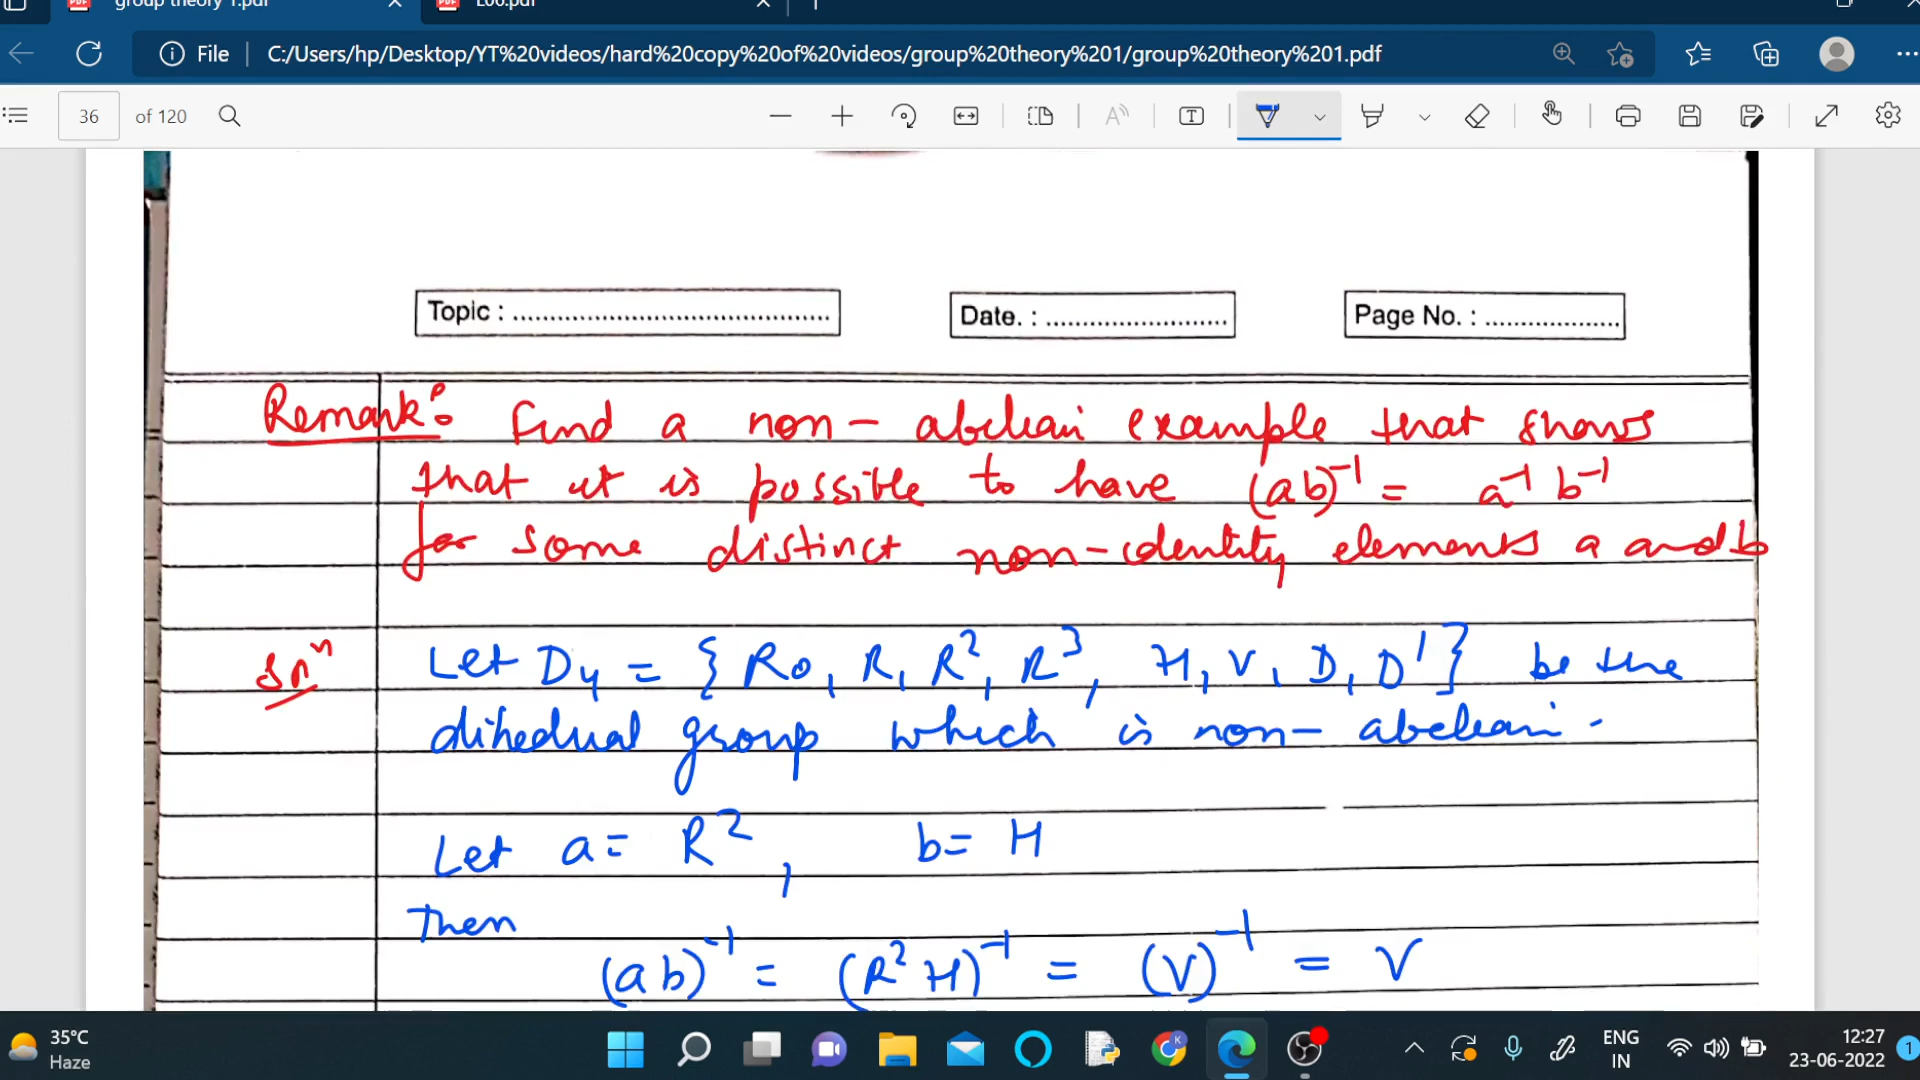 group theory 1.pdf
L06.pdf
File
C:/Users/hp/Desktop/YT%20videos/hard%20copy%20of%20videos/group%20theory%201/group%20theory%201.pdf
36 of 120
Topic : ........................................
Date. : ........................
Page No. : ..................
Remark: Find a non-abelian example that shows
that it is possible to have (ab)⁻¹ = a⁻¹ b⁻¹
for some distinct non-identity elements a and b
Solⁿ Let D₄ = { R₀, R, R², R³, H, V, D, D' } be the
dihedral group which is non-abelian.
Let a = R², b = H
Then
(ab)⁻¹ = (R²H)⁻¹ = (V)⁻¹ = V
35°C
Haze
ENG
IN
12:27
23-06-2022
1